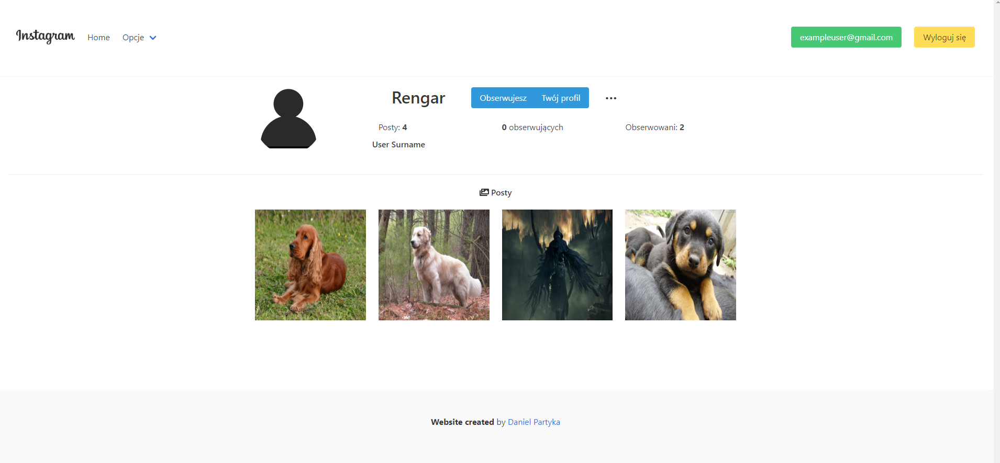 Instagram Home Opcje exampleuser@gmail.com Wyloguj się
Rengar Obserwujesz Twój profil
Posty: 4 0 obserwujących Obserwowani: 2
User Surname
Posty
Website created by Daniel Partyka